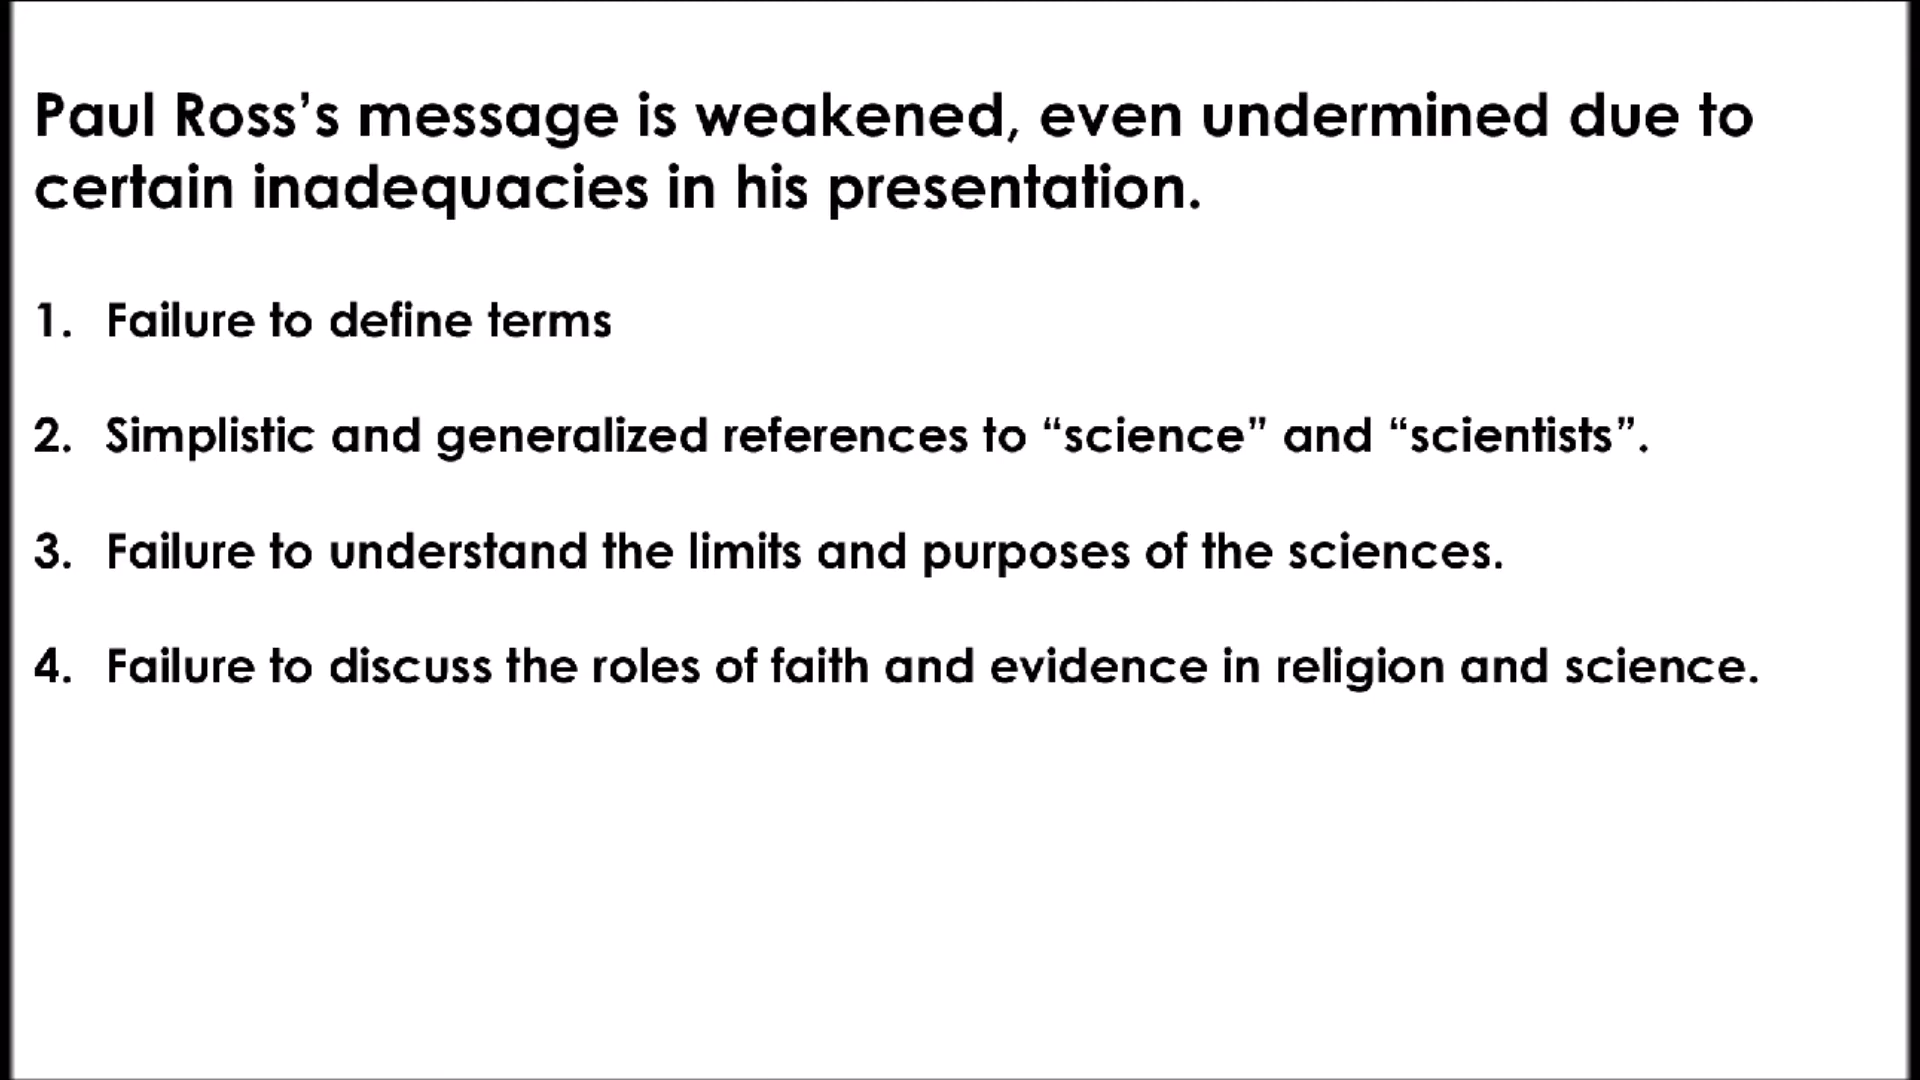 Paul Ross’s message is weakened, even undermined due to
certain inadequacies in his presentation.
1. Failure to define terms
2. Simplistic and generalized references to “science” and “scientists”.
3. Failure to understand the limits and purposes of the sciences.
4. Failure to discuss the roles of faith and evidence in religion and science.